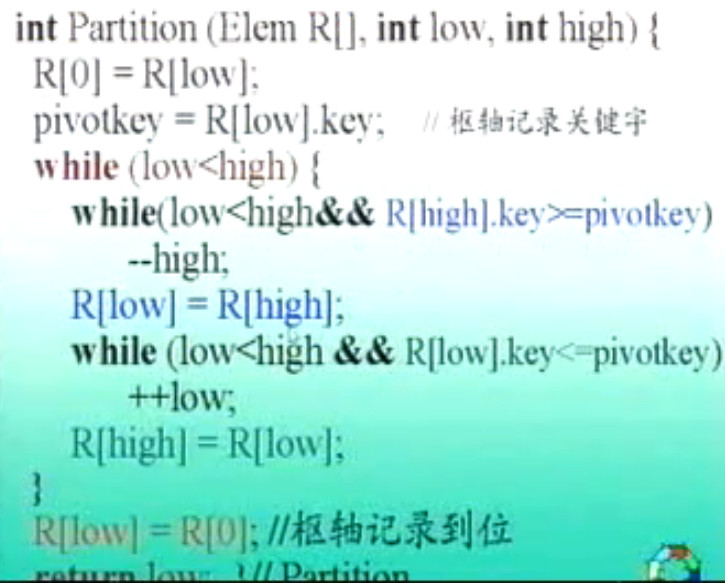 int Partition (Elem R[], int low, int high) {
R[0] = R[low];
pivotkey = R[low].key; // 枢轴记录关键字
while (low<high) {
while(low<high&& R[high].key>=pivotkey)
--high;
R[low] = R[high];
while (low<high && R[low].key<=pivotkey)
++low;
R[high] = R[low];
}
R[low] = R[0]; //枢轴记录到位
return low; }// Partition